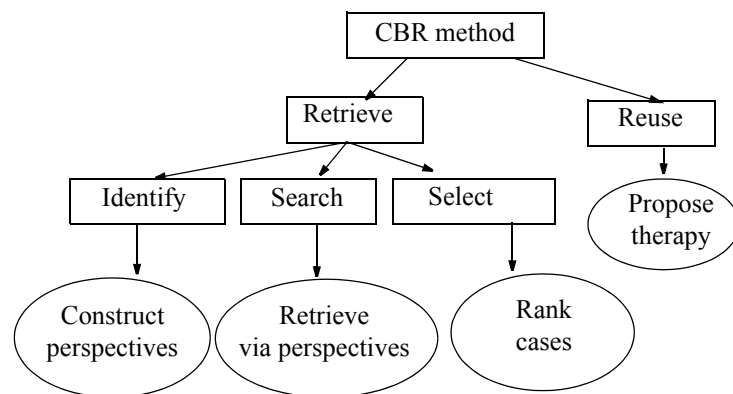 CBR method
Retrieve
Reuse
Identify
Search
Select
Propose
therapy
Construct
perspectives
Retrieve
via perspectives
Rank
cases